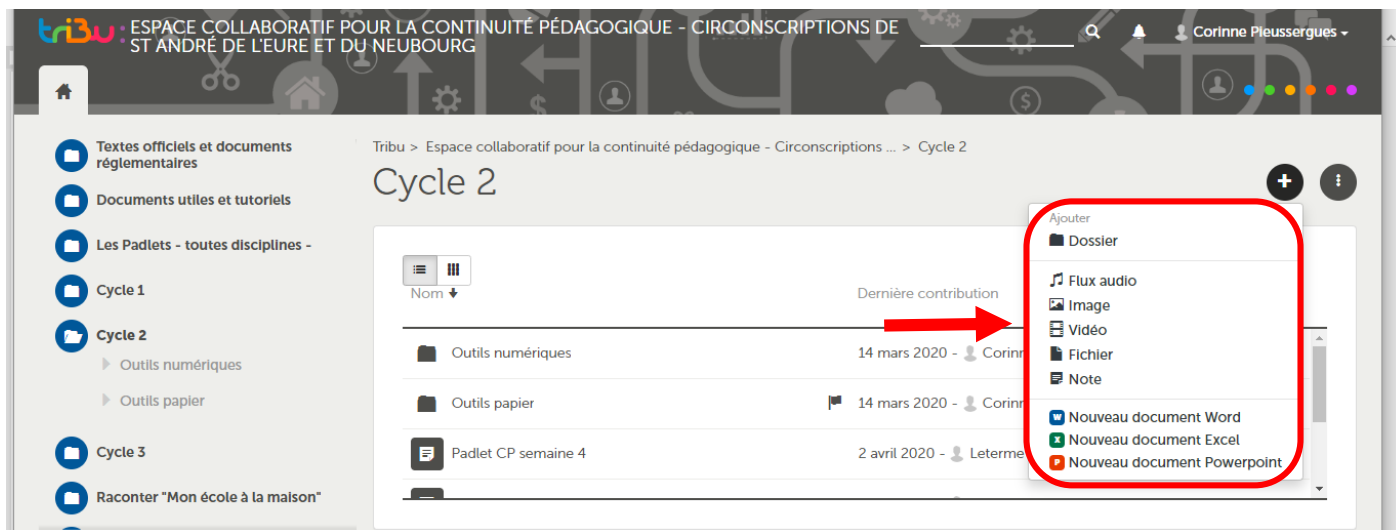 triBu : ESPACE COLLABORATIF POUR LA CONTINUITÉ PÉDAGOGIQUE - CIRCONSCRIPTIONS DE
ST ANDRÉ DE L'EURE ET DU NEUBOURG
Corinne Pieussergues
Textes officiels et documents
réglementaires
Documents utiles et tutoriels
Les Padlets - toutes disciplines -
Cycle 1
Cycle 2
Outils numériques
Outils papier
Cycle 3
Raconter "Mon école à la maison"
Tribu > Espace collaboratif pour la continuité pédagogique - Circonscriptions ... > Cycle 2
Cycle 2
Nom
Dernière contribution
Outils numériques 14 mars 2020 - Corinn
Outils papier 14 mars 2020 - Corinn
Padlet CP semaine 4 2 avril 2020 - Leterme
Ajouter
Dossier
Flux audio
Image
Vidéo
Fichier
Note
Nouveau document Word
Nouveau document Excel
Nouveau document Powerpoint